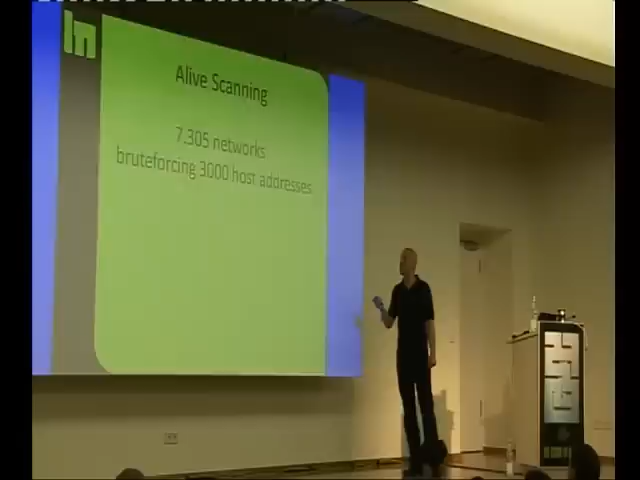 Alive Scanning
7.305 networks
bruteforcing 3000 host addresses